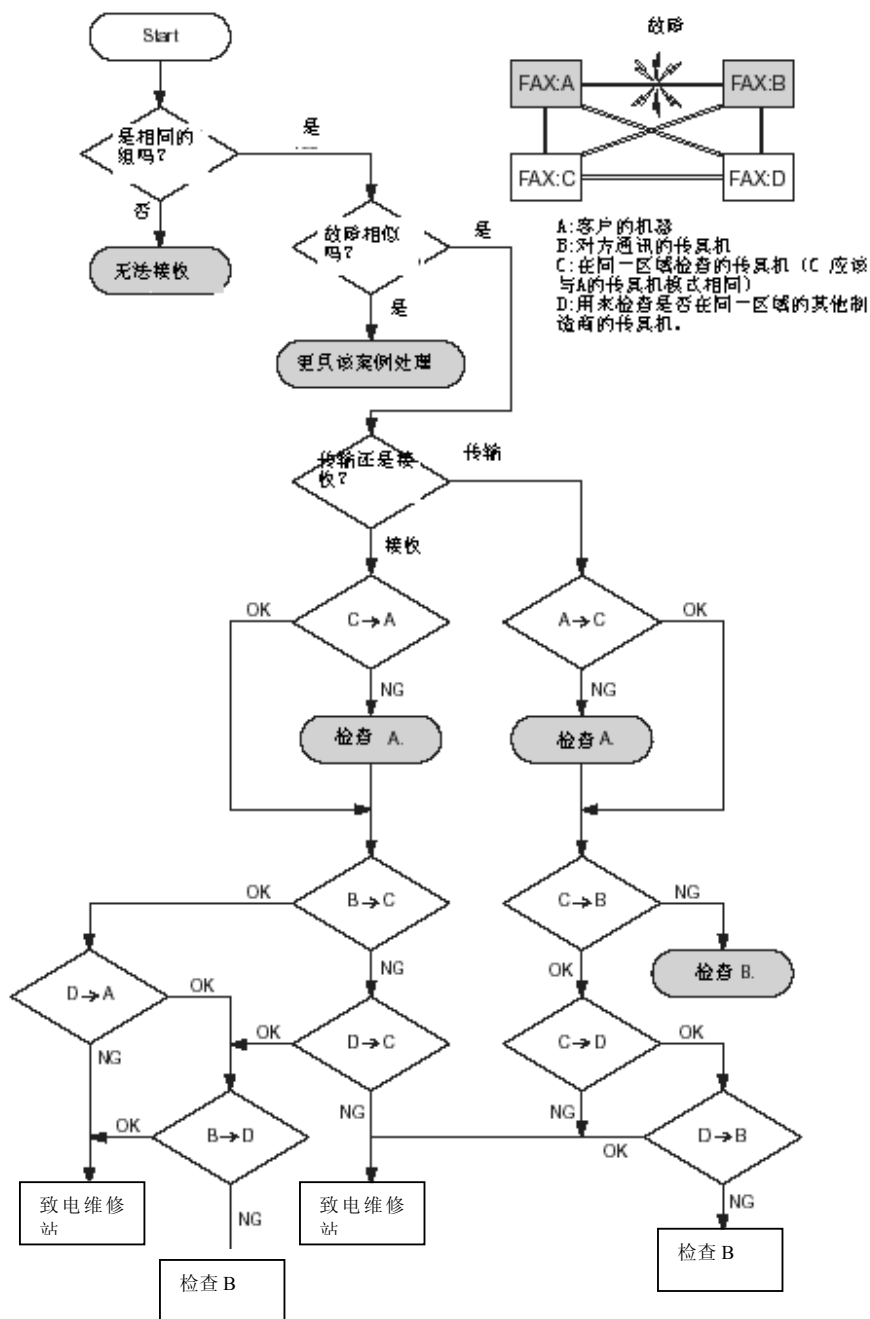 Start
故障
FAX:A
FAX:B
FAX:C
FAX:D
A:客户的机器
B:对方通讯的传真机
C:在同一区域检查的传真机（C 应该
与A的传真机模式相同）
D:用来检查是否在同一区域的其他制
造商的传真机.
是相同的
组吗?
是
否
无法接收
故障相似
吗?
是
是
更具该案例处理
传输还是接
收?
传输
接收
OK
C→A
NG
检查 A.
A→C
OK
NG
检查 A.
OK
B→C
NG
C→B
NG
检查 B.
OK
D→A
OK
NG
OK
D→C
NG
C→D
OK
NG
OK
B→D
NG
OK
D→B
NG
致电维修
站
致电维修
站
检查 B
检查 B